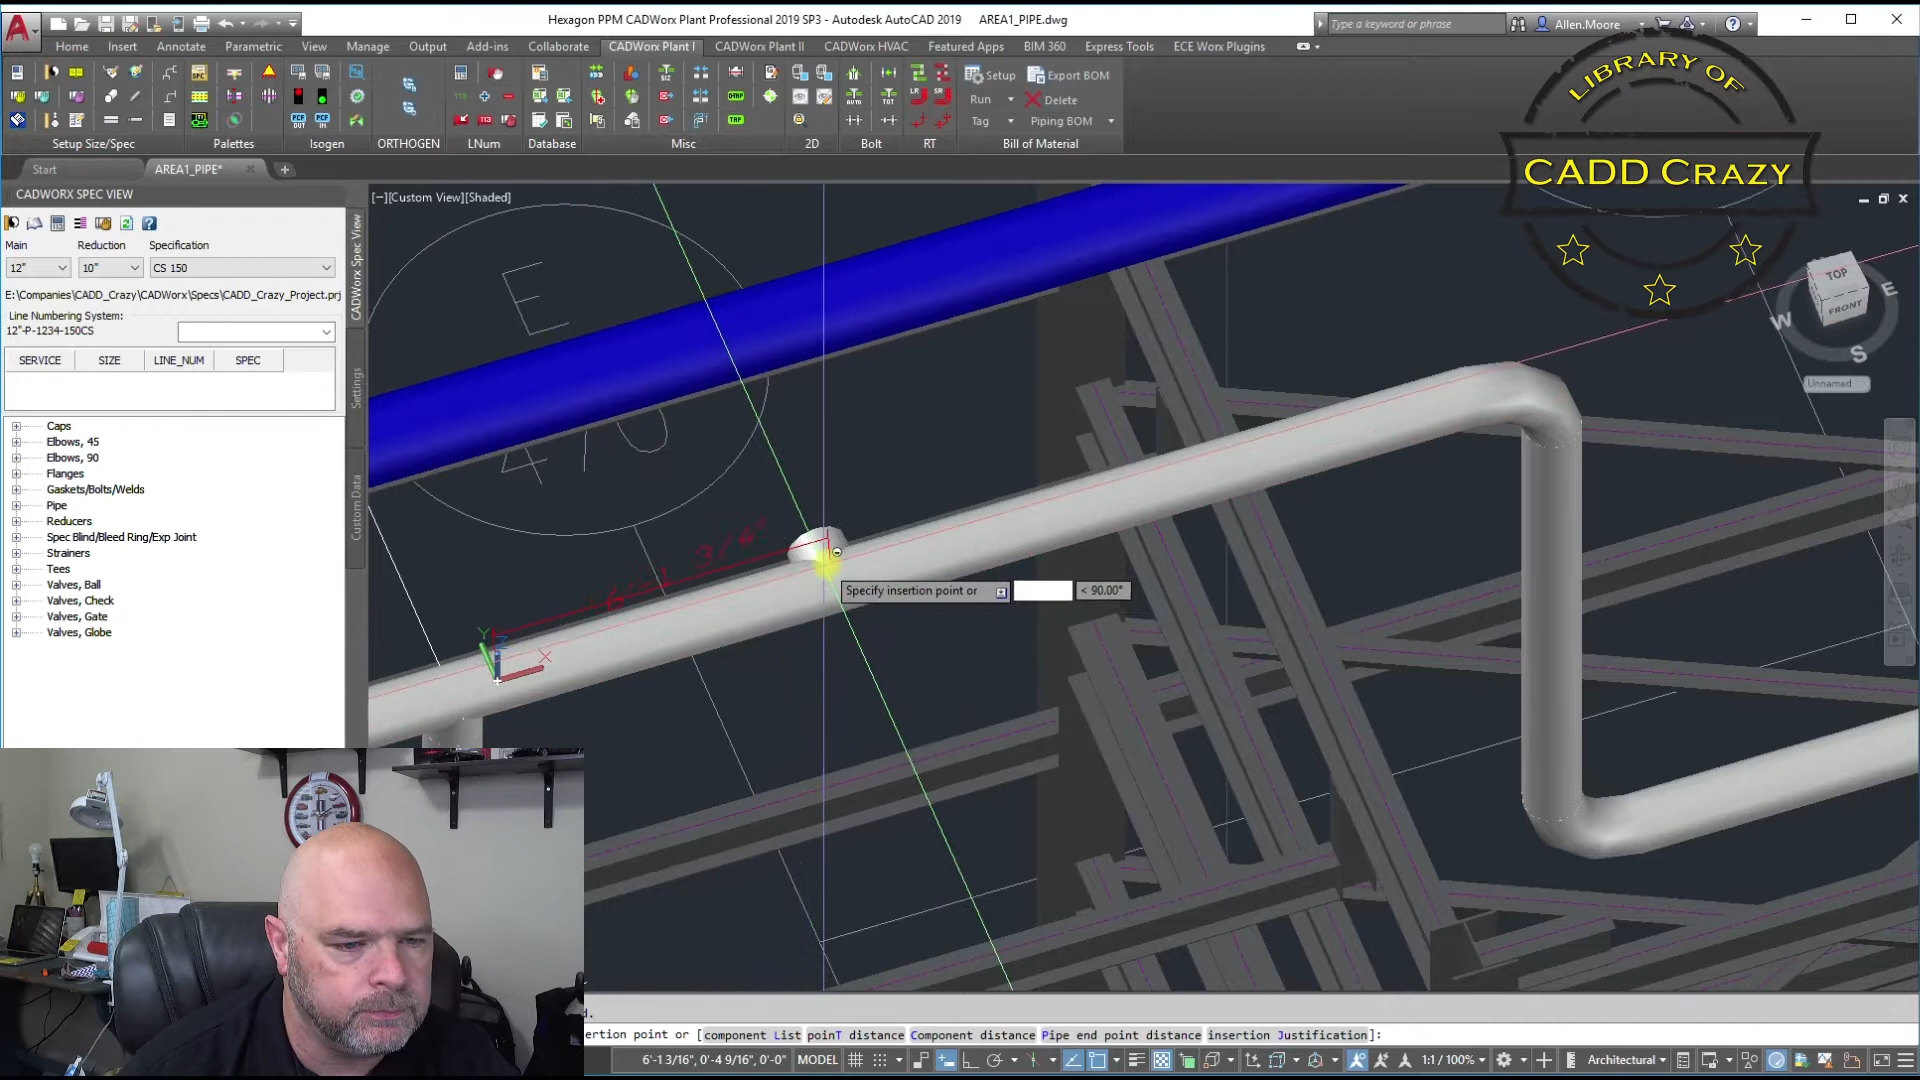 Hexagon PPM CADWorx Plant Professional 2019 SP3 - Autodesk AutoCAD 2019 AREA1_PIPE.dwg
Type a keyword or phrase
Allen.Moore
Home Insert Annotate Parametric View Manage Output Add-ins Collaborate CADWorx Plant I CADWorx Plant II CADWorx HVAC Featured Apps BIM 360 Express Tools ECE Worx Plugins
Setup Export BOM
Run Delete
Tag Piping BOM
Setup Size/Spec Palettes Isogen ORTHOGEN LNum Database Misc 2D Bolt RT Bill of Material
LIBRARY OF
CADD CRAZY
Start AREA1_PIPE*
CADWORX SPEC VIEW
[−][Custom View][Shaded]
Main Reduction Specification
12" 10" CS 150
E:\Companies\CADD_Crazy\CADWorx\Specs\CADD_Crazy_Project.prj
Line Numbering System:
12"-P-1234-150CS
SERVICE SIZE LINE_NUM SPEC
Caps
Elbows, 45
Elbows, 90
Flanges
Gaskets/Bolts/Welds
Pipe
Reducers
Spec Blind/Bleed Ring/Exp Joint
Strainers
Tees
Valves, Ball
Valves, Check
Valves, Gate
Valves, Globe
CADWorx Spec View
Settings
Custom Data
E
TOP
FRONT
W
E
S
Unnamed
Y
X
Specify insertion point or < 90.00°
ertion point or [component List poinT distance Component distance Pipe end point distance insertion Justification]:
6'-1 3/16", 0'-4 9/16", 0'-0" MODEL 1:1 / 100% Architectural